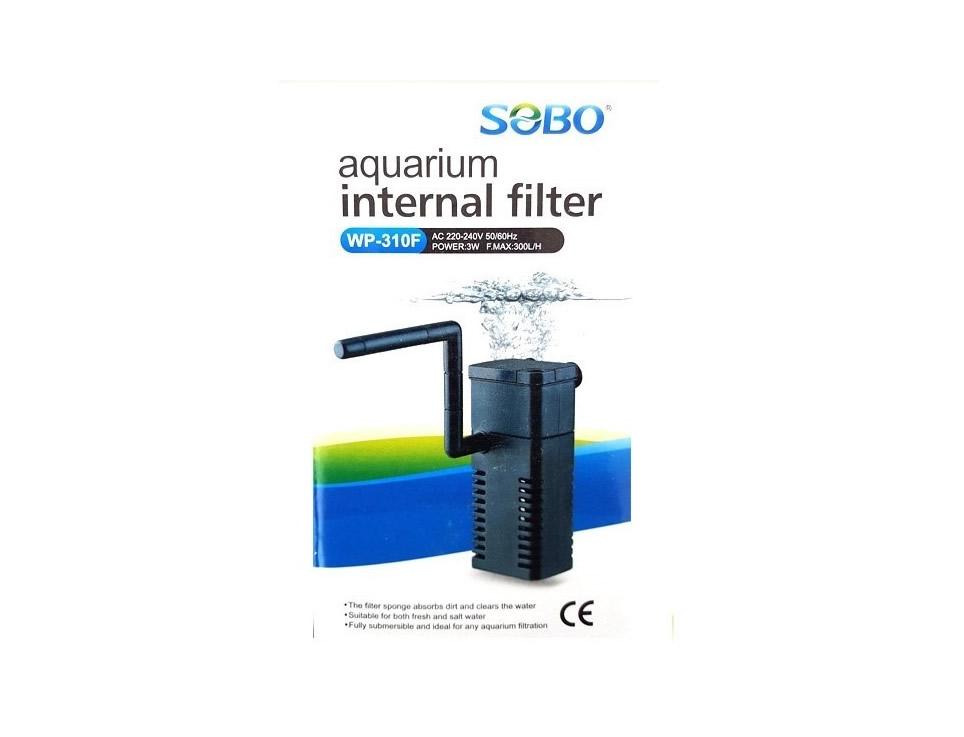 SOBO®
aquarium
internal filter
WP-310F
AC 220-240V 50/60Hz
POWER:3W F.MAX:300L/H
•The filter sponge absorbs dirt and clears the water
•Suitable for both fresh and salt water
•Fully submersible and ideal for any aquarium filtration
CE